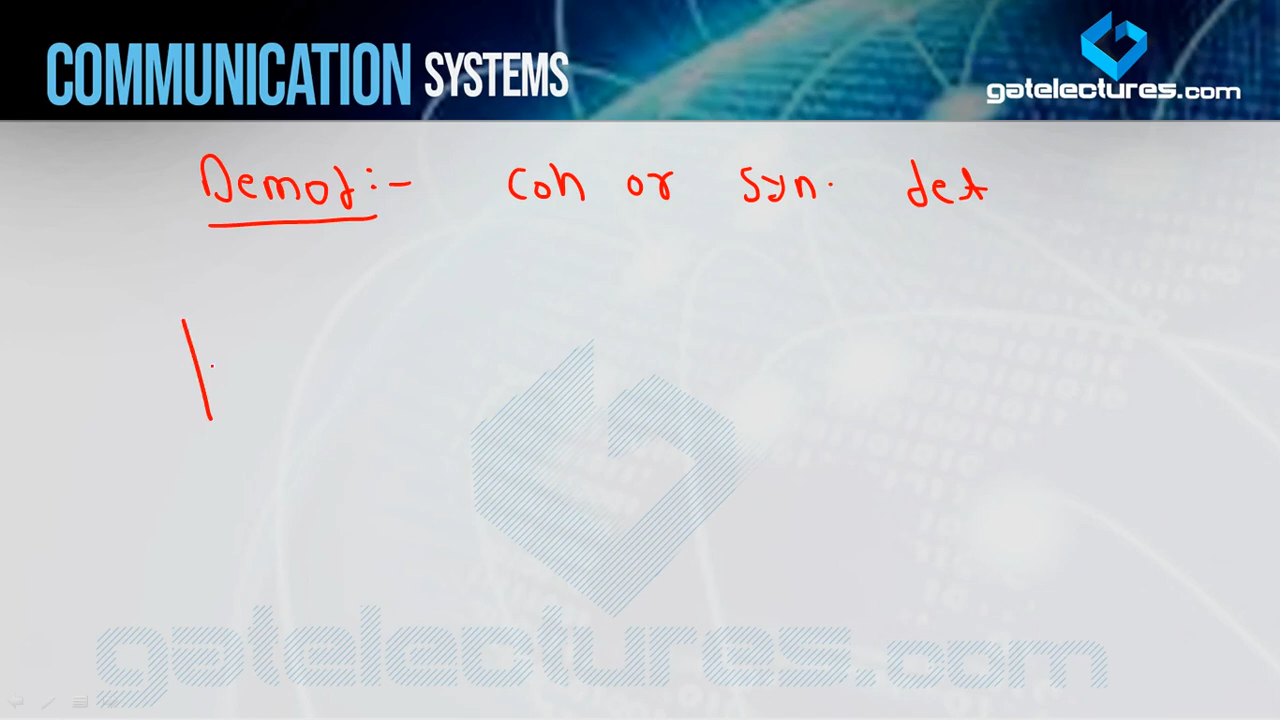 COMMUNICATION SYSTEMS
gatelectures.com
Demod:- Coh or Syn. det
gatelectures.com